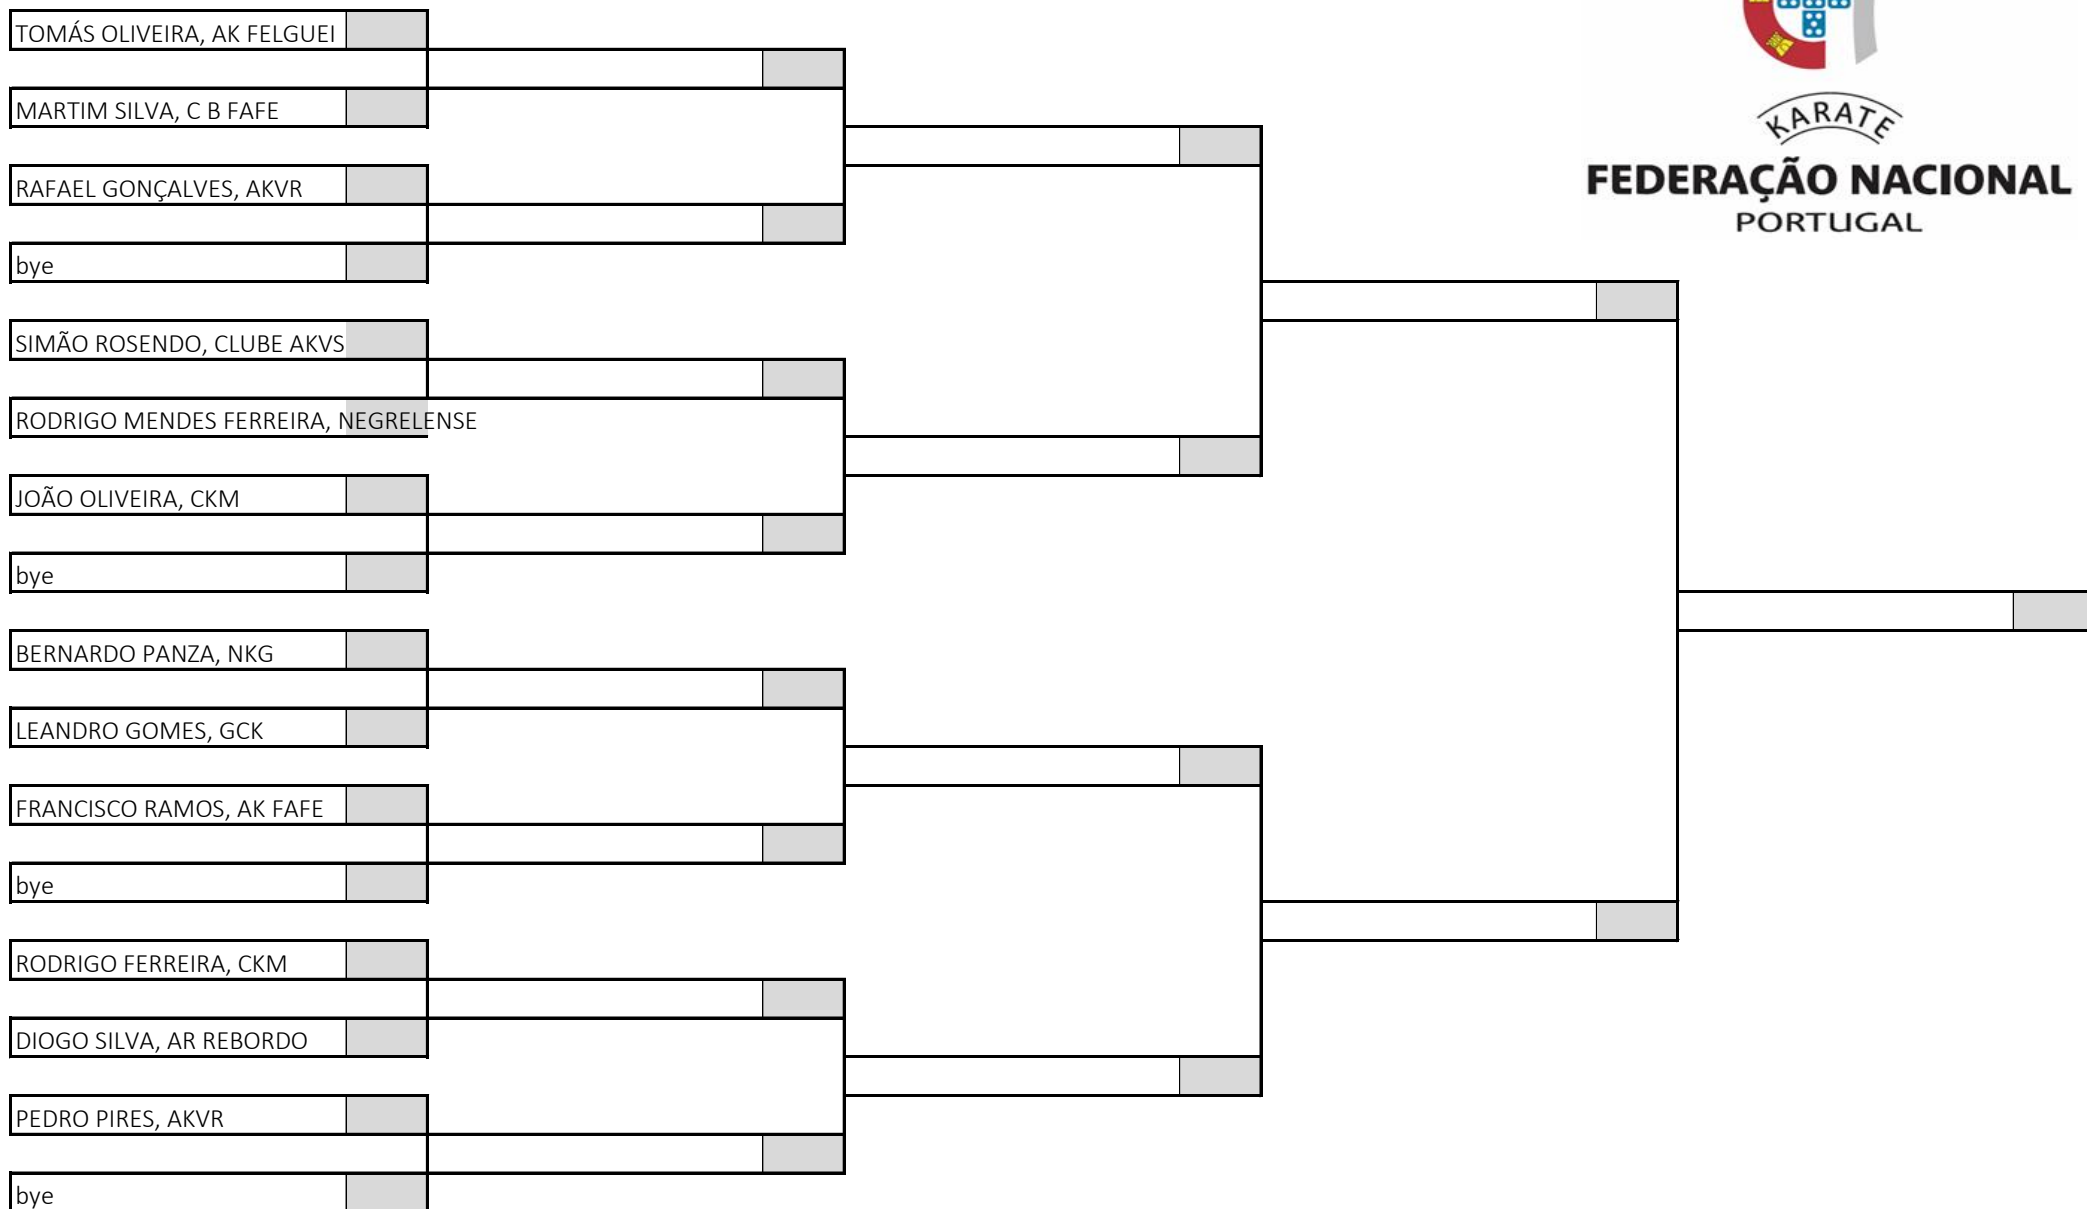 TOMÁS OLIVEIRA, AK FELGUEI
MARTIM SILVA, C B FAFE
KARATE
FEDERAÇÃO NACIONAL
PORTUGAL
RAFAEL GONÇALVES, AKVR
bye
SIMÃO ROSENDO, CLUBE AKVS
RODRIGO MENDES FERREIRA, NEGRELENSE
JOÃO OLIVEIRA, CKM
bye
BERNARDO PANZA, NKG
LEANDRO GOMES, GCK
FRANCISCO RAMOS, AK FAFE
bye
RODRIGO FERREIRA, CKM
DIOGO SILVA, AR REBORDO
PEDRO PIRES, AKVR
bye